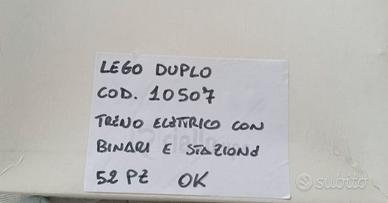 LEGO DUPLO
COD. 10507
TRENO ELETTRICO CON
BINARI E STAZIONE
52 PZ OK
subito